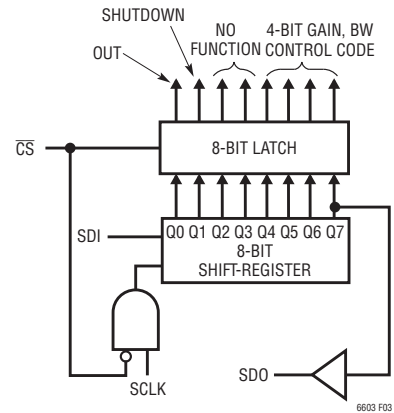 SHUTDOWN
OUT
NO
FUNCTION
4-BIT GAIN, BW
CONTROL CODE
CS
8-BIT LATCH
SDI
Q0 Q1 Q2 Q3 Q4 Q5 Q6 Q7
8-BIT
SHIFT-REGISTER
SCLK
SDO
6603 F03